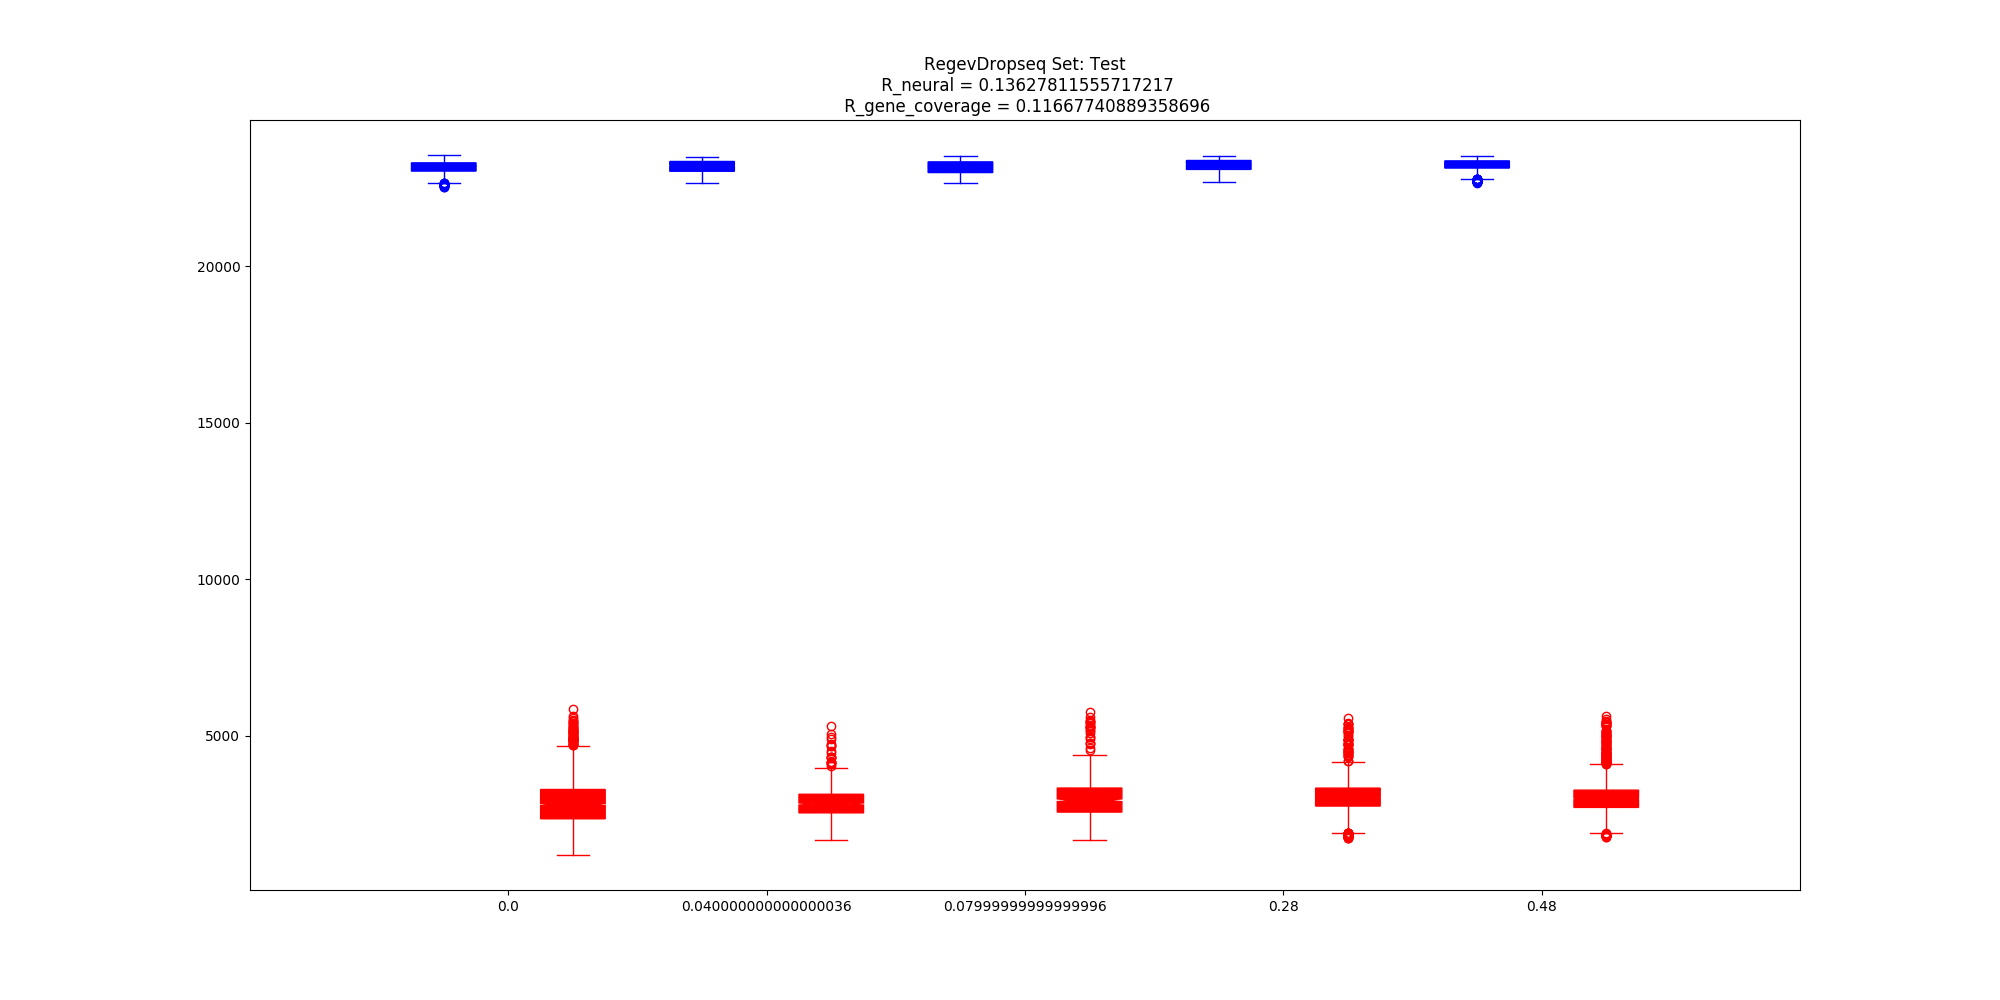 RegevDropseq Set: Test
R_neural = 0.13627811555717217
R_gene_coverage = 0.11667740889358696
20000
15000
10000
5000
0.0 0.040000000000000036 0.07999999999999996 0.28 0.48